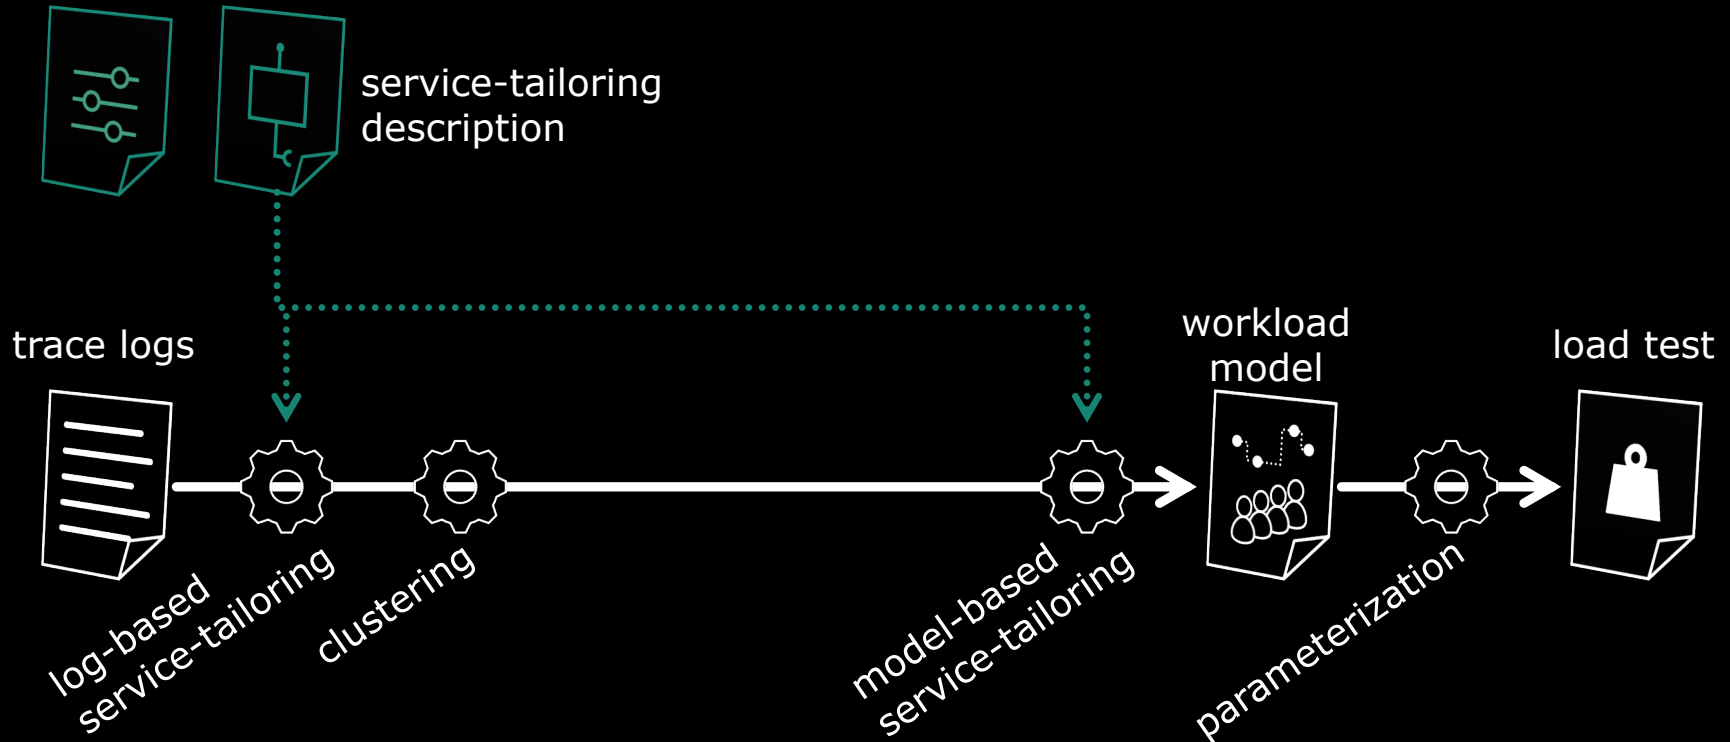 service-tailoring
description
trace logs
workload
model
load test
log-based
service-tailoring
clustering
model-based
service-tailoring
parameterization